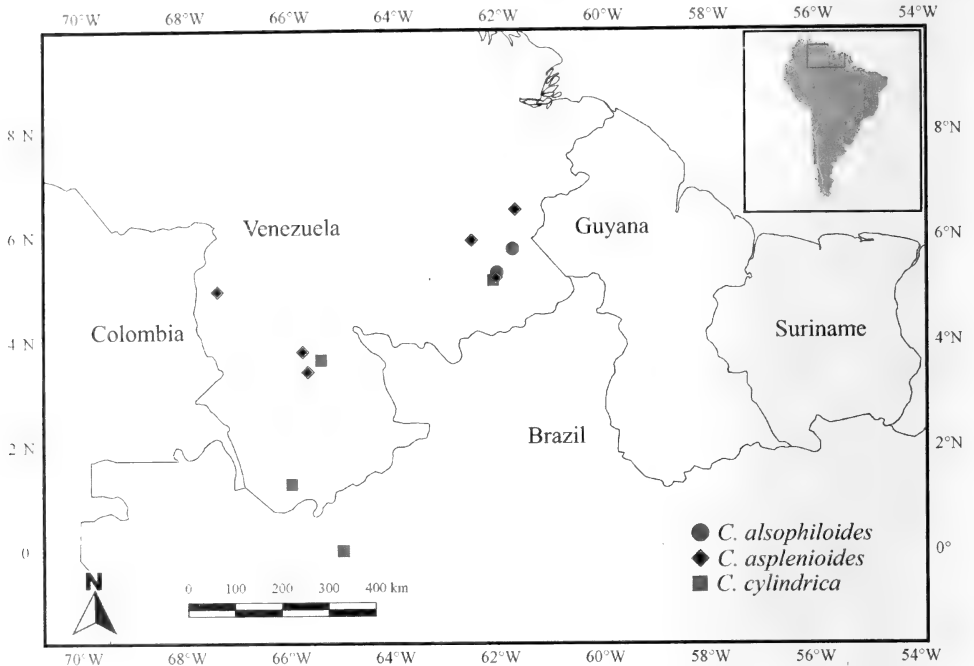 70°W 68°W 66°W 64°W 62°W 60°W 58°W 56°W 54°W
8 N 8°N
Venezuela Guyana
6 N 6°N
Colombia Suriname
4 N 4°N
Brazil
2 N 2°N
C. alsophiloides
0 C. asplenioides 0°
C. cylindrica
N
0 100 200 300 400 km
70°W 68°W 66°W 64°W 62°W 60°W 58°W 56°W 54°W